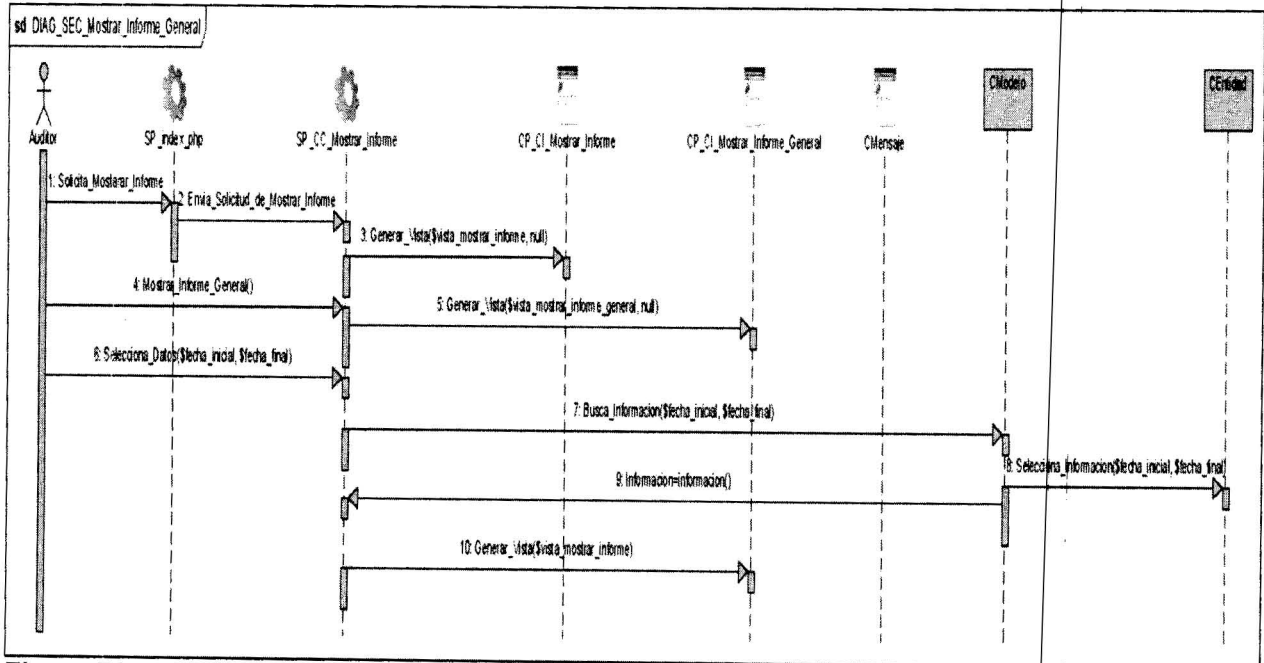 sd DIAG_SEC_Mostrar_Informe_General
Auditor
SP_index_php
SP_CC_Mostrar_Informe
CP_CI_Mostrar_Informe
CP_CI_Mostrar_Informe_General
CMensaje
CModelo
CEntidad
1: Solicita_Mostarar_Informe
2: Envia_Solicitud_de_Mostrar_Informe
3: Generar_Vista($vista_mostrar_informe, null)
4: Mostrar_Informe_General()
5: Generar_Vista($vista_mostrar_informe_general, null)
6: Selecciona_Datos($fecha_inicial, $fecha_final)
7: Busca_Informacion($fecha_inicial, $fecha_final)
8: Selecciona_Informacion($fecha_inicial, $fecha_final)
9: Informacion=informacion()
10: Generar_Vista($vista_mostrar_informe)